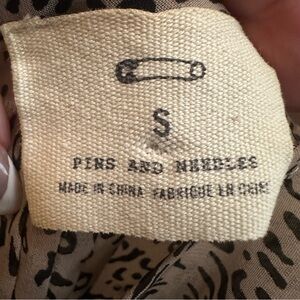 S
PINS AND NEEDLES
MADE IN CHINA FABRIQUE EN CHINE